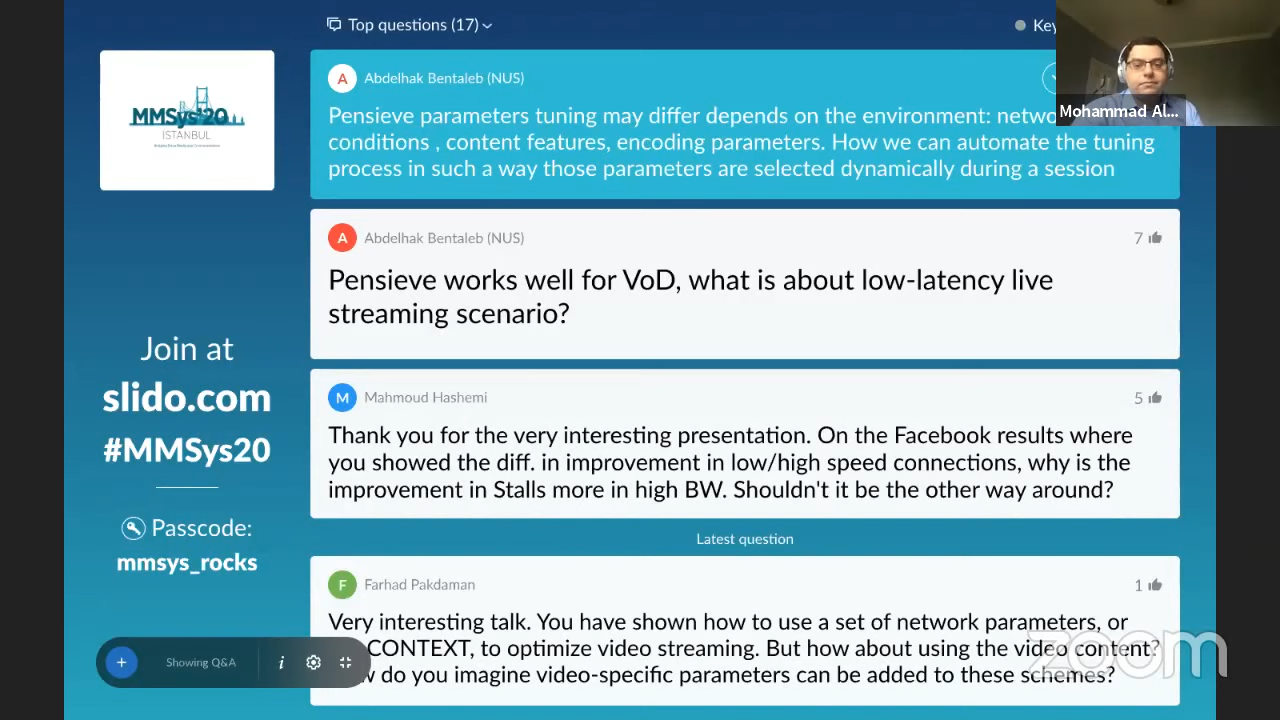 Top questions (17)
Key
MMSys'20
İSTANBUL
A
Abdelhak Bentaleb (NUS)
Mohammad Al...
Pensieve parameters tuning may differ depends on the environment:
conditions , content features, encoding parameters. How we can automate the tuning
process in such a way those parameters are selected dynamically during a session
A
Abdelhak Bentaleb (NUS)
7
Pensieve works well for VoD, what is about low-latency live
streaming scenario?
Join at
slido.com
#MMSys20
Passcode:
mmsys_rocks
M
Mahmoud Hashemi
5
Thank you for the very interesting presentation. On the Facebook results where
you showed the diff. in improvement in low/high speed connections, why is the
improvement in Stalls more in high BW. Shouldn't it be the other way around?
Latest question
F
Farhad Pakdaman
1
Very interesting talk. You have shown how to use a set of network parameters, or
CONTEXT, to optimize video streaming. But how about using the video content?
do you imagine video-specific parameters can be added to these schemes?
Showing Q&A
i
zoom